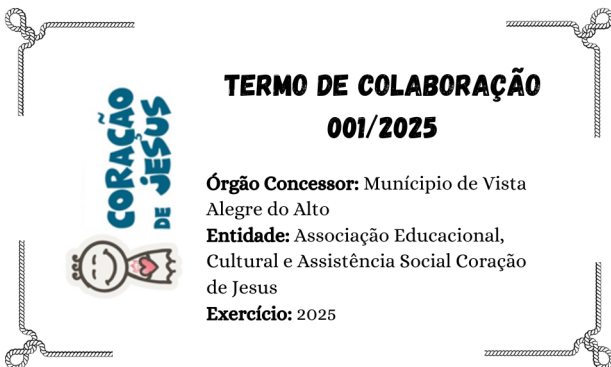 CORAÇÃO
DE JESUS
TERMO DE COLABORAÇÃO
001/2025
Órgão Concessor: Munícipio de Vista
Alegre do Alto
Entidade: Associação Educacional,
Cultural e Assistência Social Coração
de Jesus
Exercício: 2025